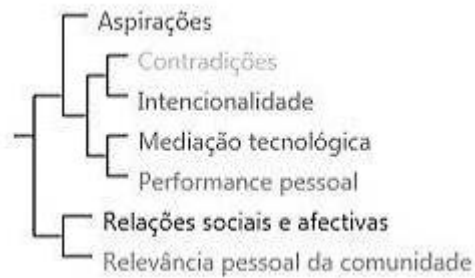 Aspirações
Contradições
Intencionalidade
Mediação tecnológica
Performance pessoal
Relações sociais e afectivas
Relevância pessoal da comunidade